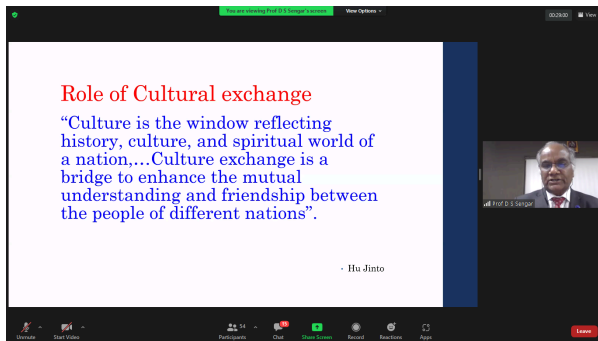 You are viewing Prof D S Sengar's screen
View Options
00:29:00
View
Role of Cultural exchange
“Culture is the window reflecting
history, culture, and spiritual world of
a nation,…Culture exchange is a
bridge to enhance the mutual
understanding and friendship between
the people of different nations”.
• Hu Jinto
Prof D S Sengar
Unmute
Start Video
Participants
54
Chat
15
Share Screen
Record
Reactions
Apps
Leave